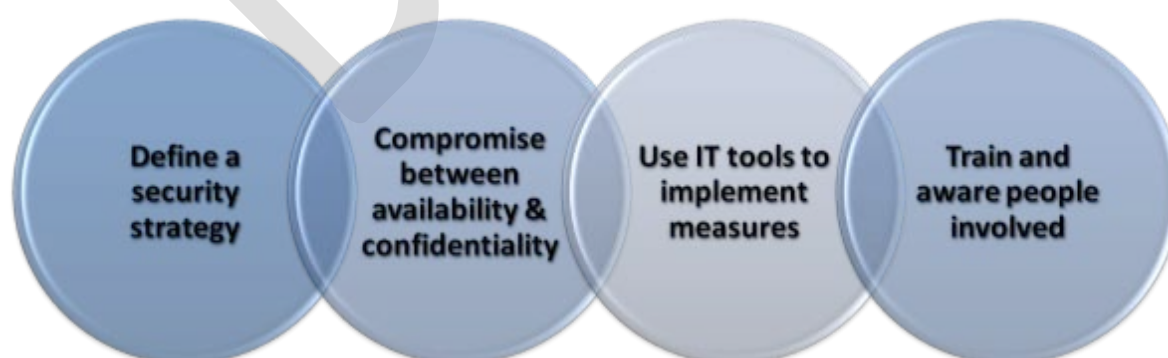 Define a
security
strategy
Compromise
between
availability &
confidentiality
Use IT tools to
implement
measures
Train and
aware people
involved